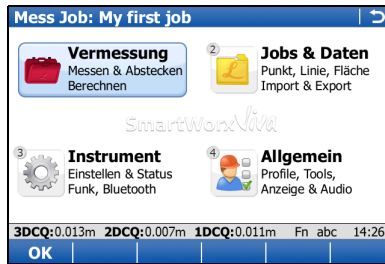 Mess Job: My first job
Vermessung
Messen & Abstecken
Berechnen
2
Jobs & Daten
Punkt, Linie, Fläche
Import & Export
SmartWorx Viva
3
Instrument
Einstellen & Status
Funk, Bluetooth
4
Allgemein
Profile, Tools,
Anzeige & Audio
3DCQ:0.013m 2DCQ:0.007m 1DCQ:0.011m Fn abc 14:26
OK